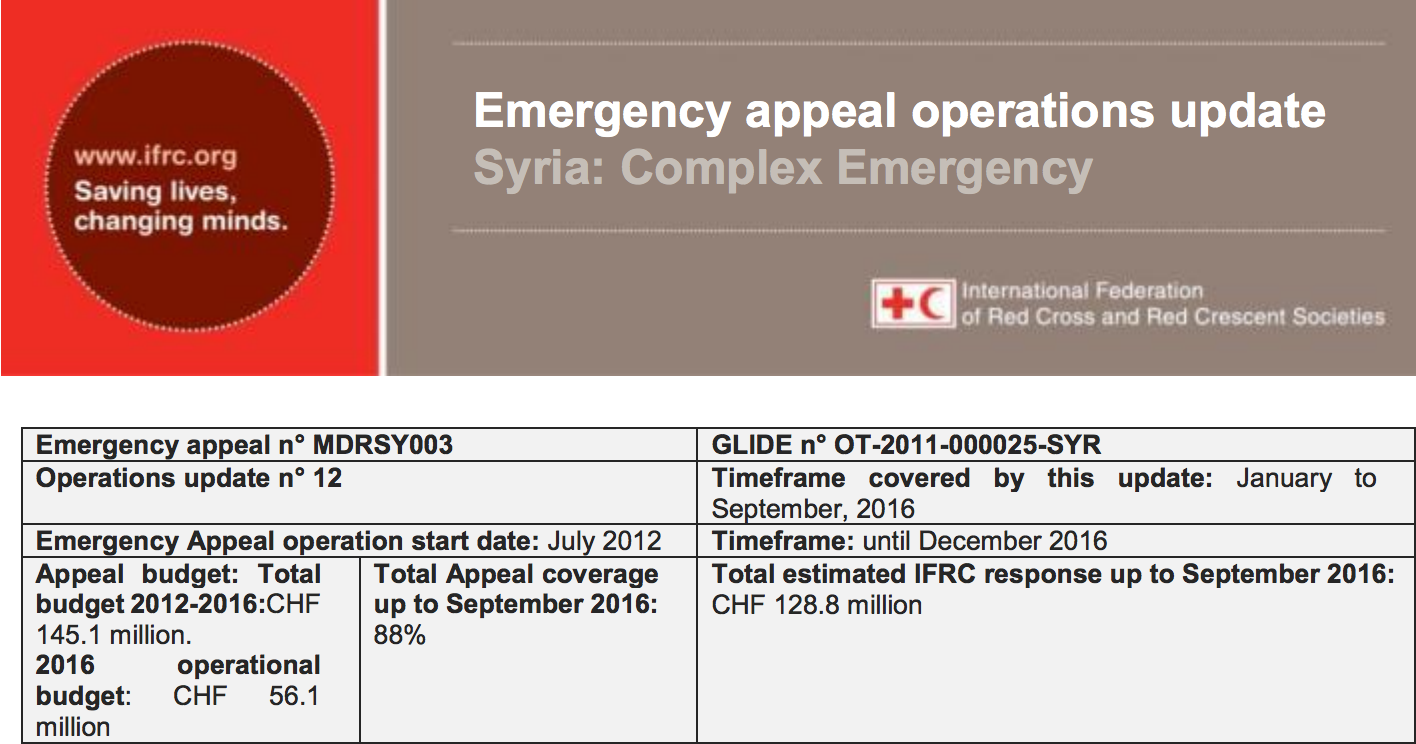 Emergency appeal operations update
Syria: Complex Emergency
www.ifrc.org
Saving lives,
changing minds.
International Federation
of Red Cross and Red Crescent Societies
Emergency appeal n° MDRSY003
GLIDE n° OT-2011-000025-SYR
Operations update n° 12
Timeframe covered by this update: January to
September, 2016
Emergency Appeal operation start date: July 2012
Timeframe: until December 2016
Appeal budget: Total
budget 2012-2016:CHF
145.1 million.
2016 operational
budget: CHF 56.1
million
Total Appeal coverage
up to September 2016:
88%
Total estimated IFRC response up to September 2016:
CHF 128.8 million